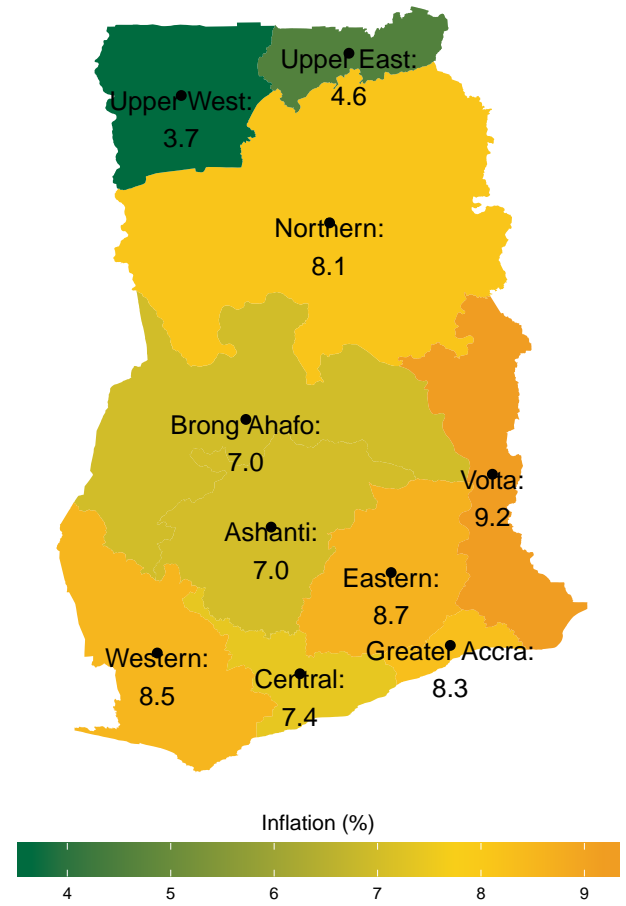 Upper East:
4.6
Upper West:
3.7
Northern:
8.1
Brong Ahafo:
7.0
Volta:
9.2
Ashanti:
7.0
Eastern:
8.7
Greater Accra:
8.3
Western:
8.5
Central:
7.4
Inflation (%)
4 5 6 7 8 9